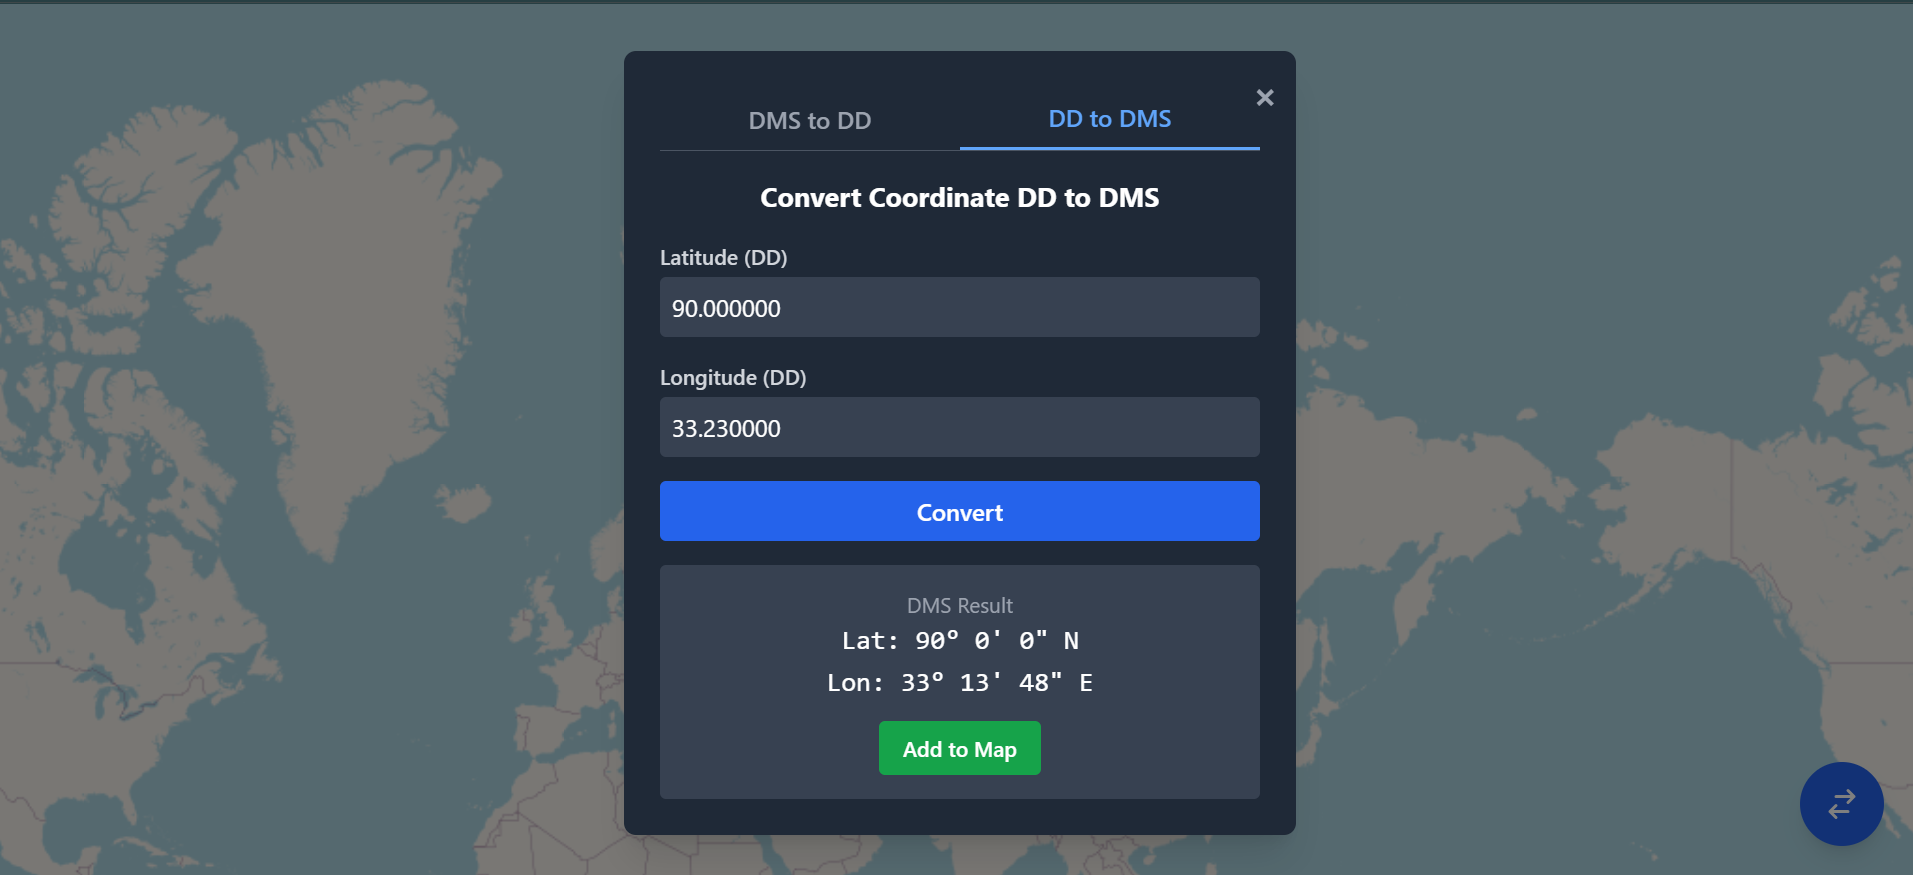 DMS to DD
DD to DMS
Convert Coordinate DD to DMS
Latitude (DD)
90.000000
Longitude (DD)
33.230000
Convert
DMS Result
Lat: 90° 0' 0" N
Lon: 33° 13' 48" E
Add to Map